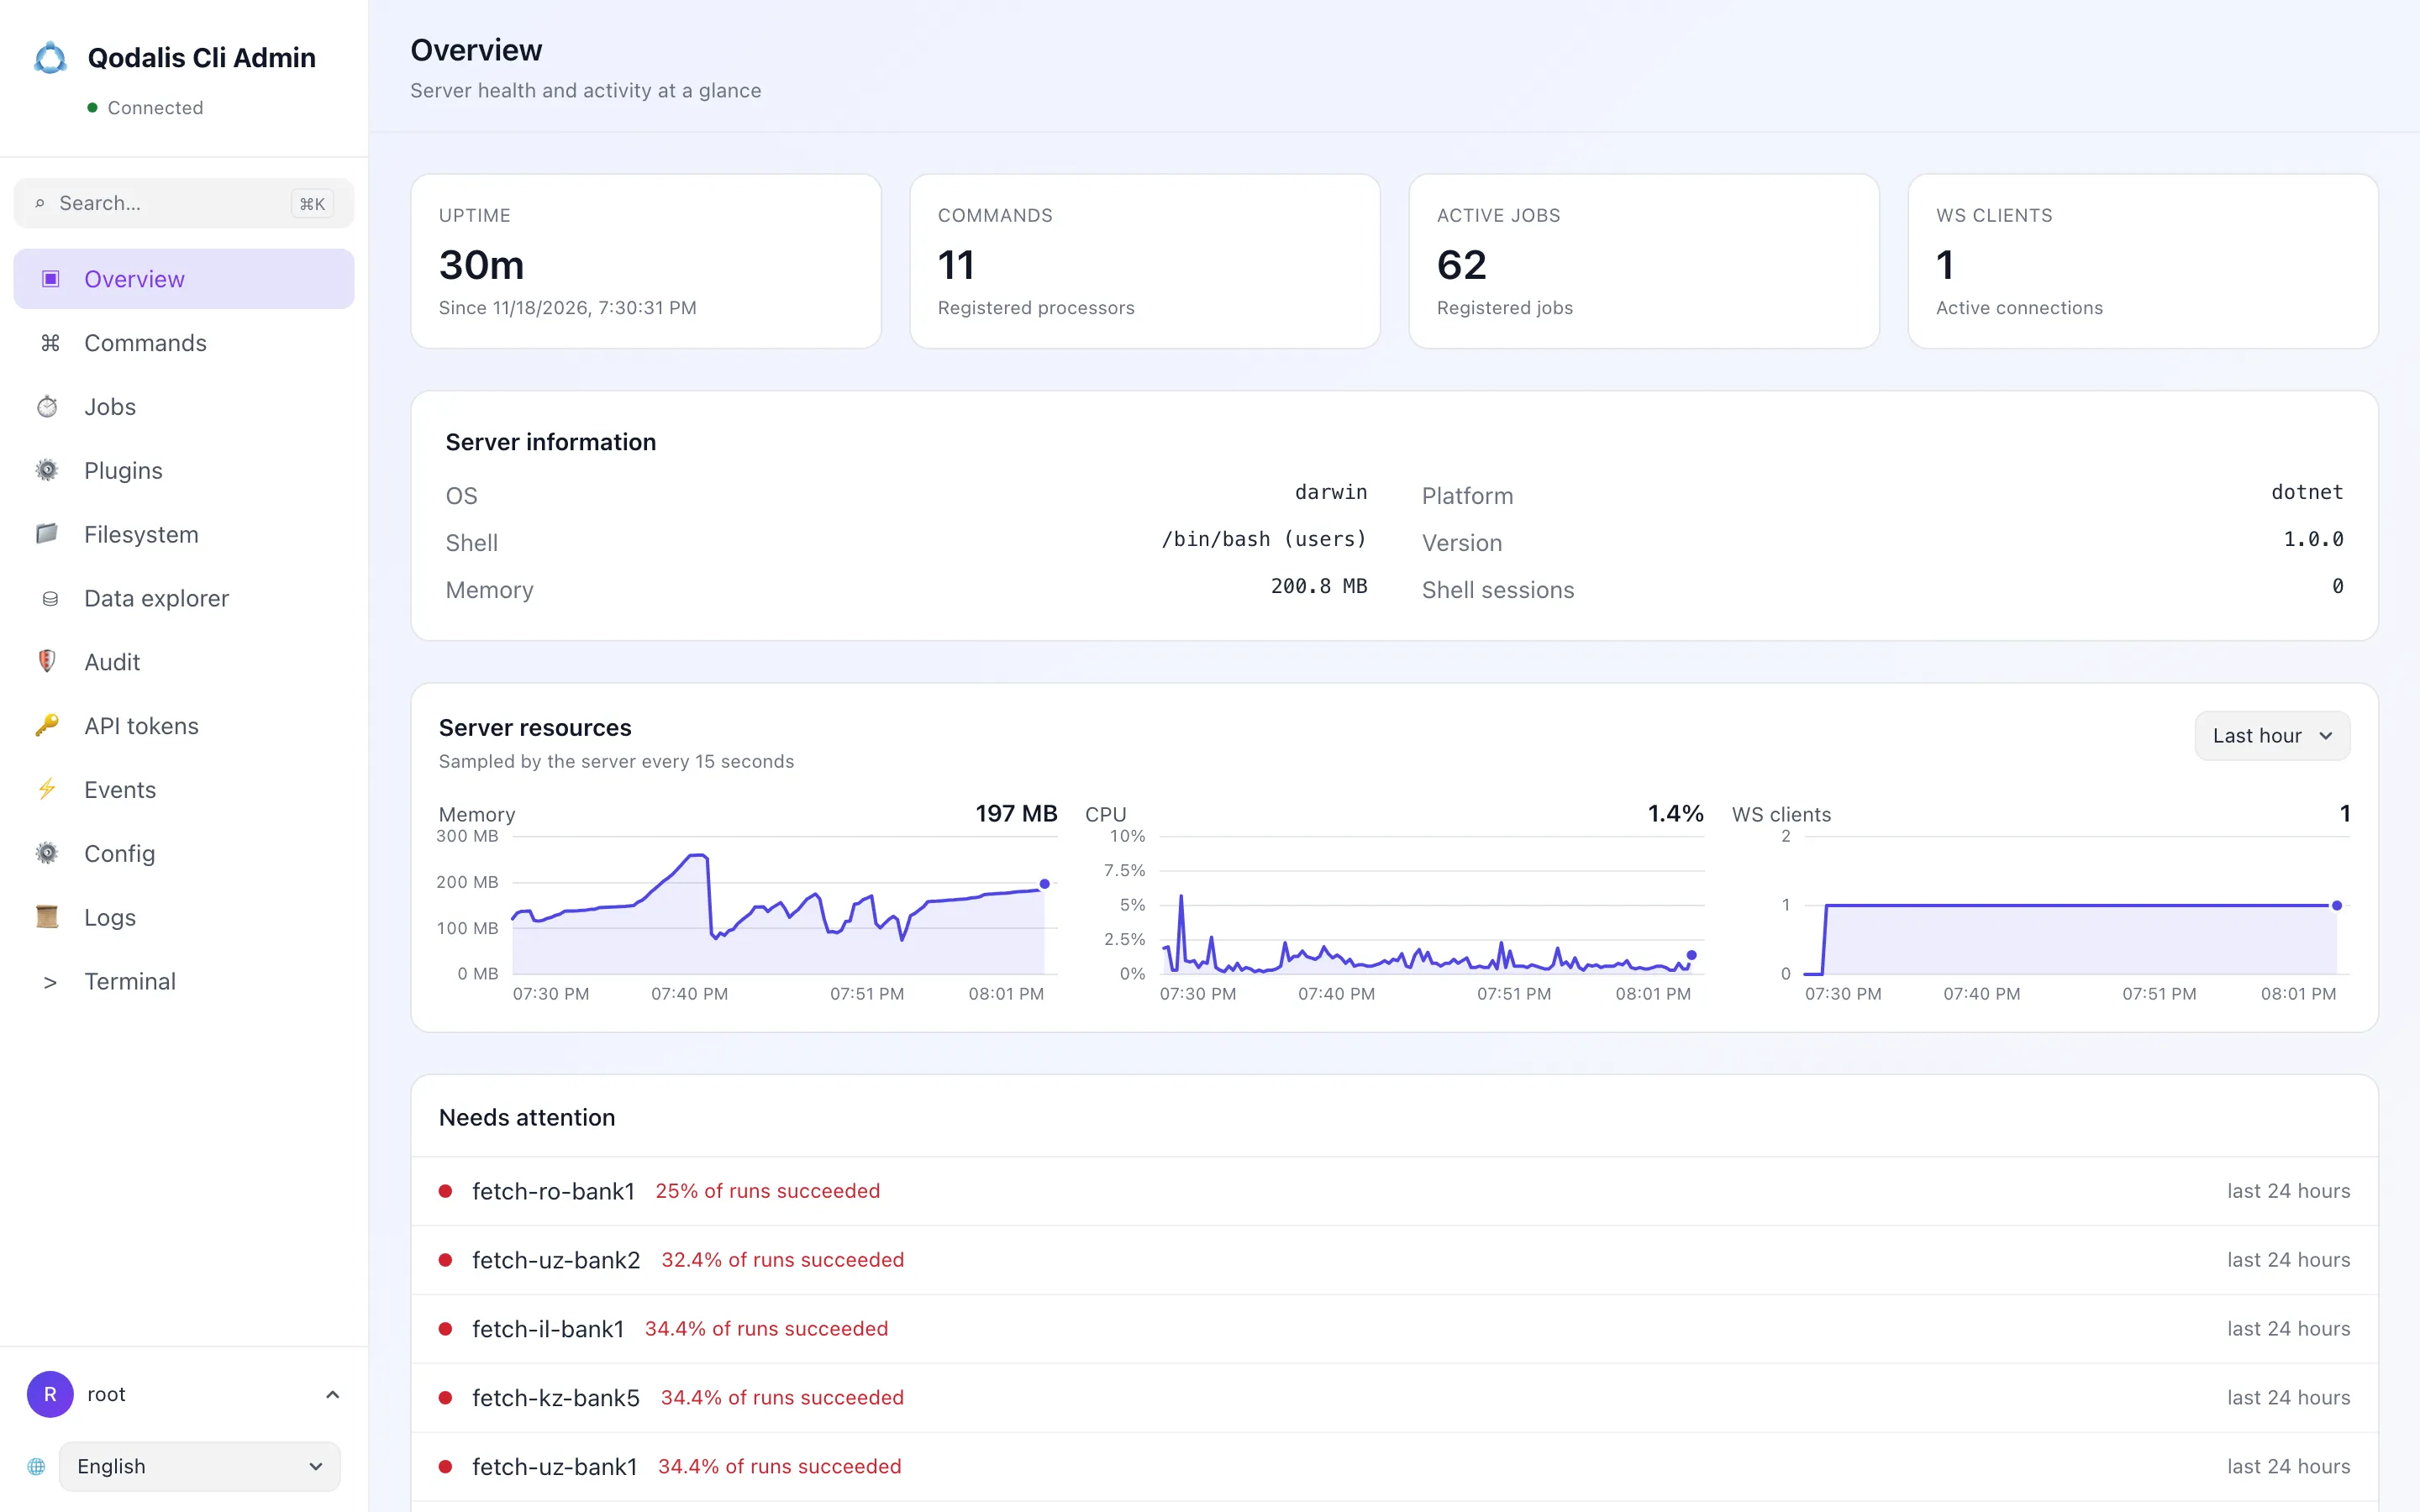 Qodalis Cli Admin
Connected
Search...
⌘K
Overview
Commands
Jobs
Plugins
Filesystem
Data explorer
Audit
API tokens
Events
Config
Logs
>_ Terminal
R root
English
Overview
Server health and activity at a glance
UPTIME
30m
Since 11/18/2026, 7:30:31 PM
COMMANDS
11
Registered processors
ACTIVE JOBS
62
Registered jobs
WS CLIENTS
1
Active connections
Server information
OS darwin
Platform dotnet
Shell /bin/bash (users)
Version 1.0.0
Memory 200.8 MB
Shell sessions 0
Server resources
Sampled by the server every 15 seconds
Last hour
Memory 197 MB
300 MB
200 MB
100 MB
0 MB
07:30 PM 07:40 PM 07:51 PM 08:01 PM
CPU 1.4%
10%
7.5%
5%
2.5%
0%
07:30 PM 07:40 PM 07:51 PM 08:01 PM
WS clients 1
2
1
0
07:30 PM 07:40 PM 07:51 PM 08:01 PM
Needs attention
fetch-ro-bank1 25% of runs succeeded last 24 hours
fetch-uz-bank2 32.4% of runs succeeded last 24 hours
fetch-il-bank1 34.4% of runs succeeded last 24 hours
fetch-kz-bank5 34.4% of runs succeeded last 24 hours
fetch-uz-bank1 34.4% of runs succeeded last 24 hours